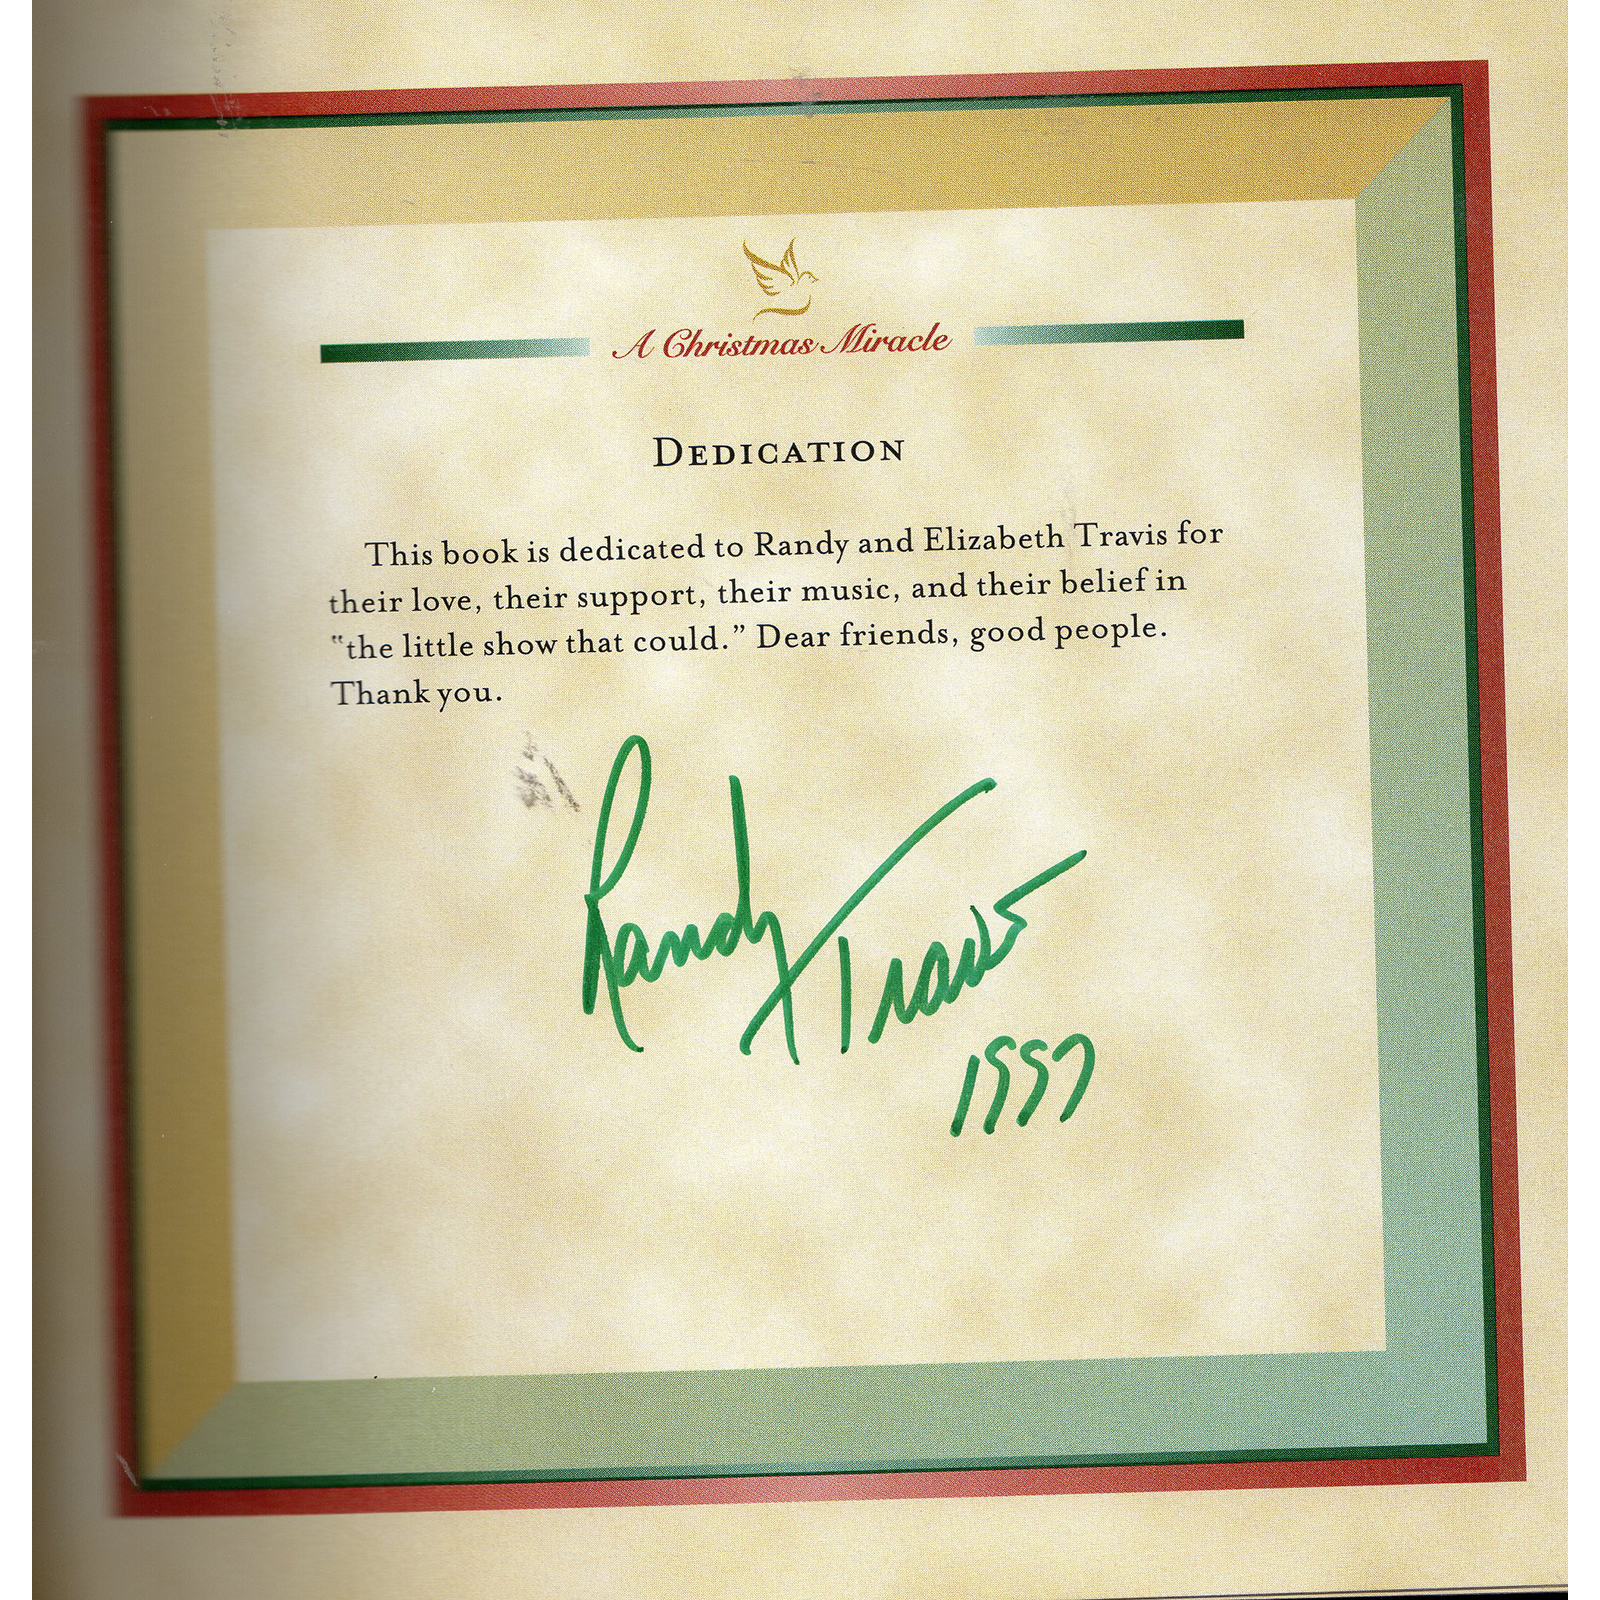 A Christmas Miracle
DEDICATION
This book is dedicated to Randy and Elizabeth Travis for
their love, their support, their music, and their belief in
“the little show that could.” Dear friends, good people.
Thank you.
Randy Travis
1997